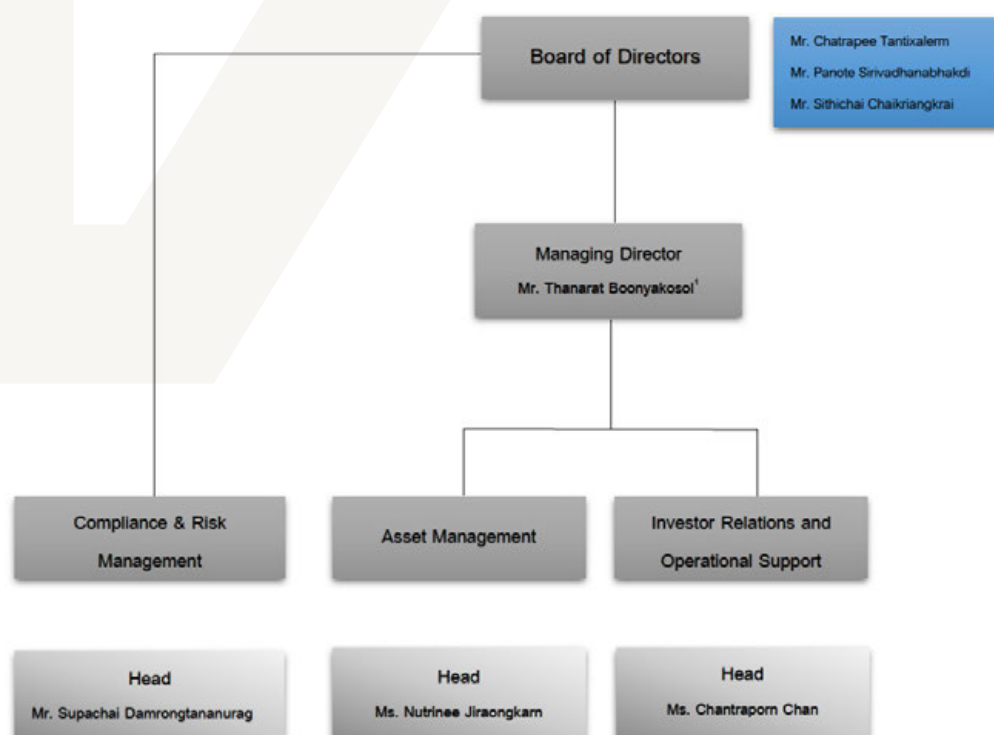 Board of Directors
Mr. Chatrapee Tantixalerm
Mr. Panote Sirivadhanabhakdi
Mr. Sithichai Chaikriangkrai
Managing Director
Mr. Thanarat Boonyakosol¹
Compliance & Risk
Management
Asset Management
Investor Relations and
Operational Support
Head
Mr. Supachai Damrongtananurag
Head
Ms. Nutrinee Jiraongkarn
Head
Ms. Chantraporn Chan